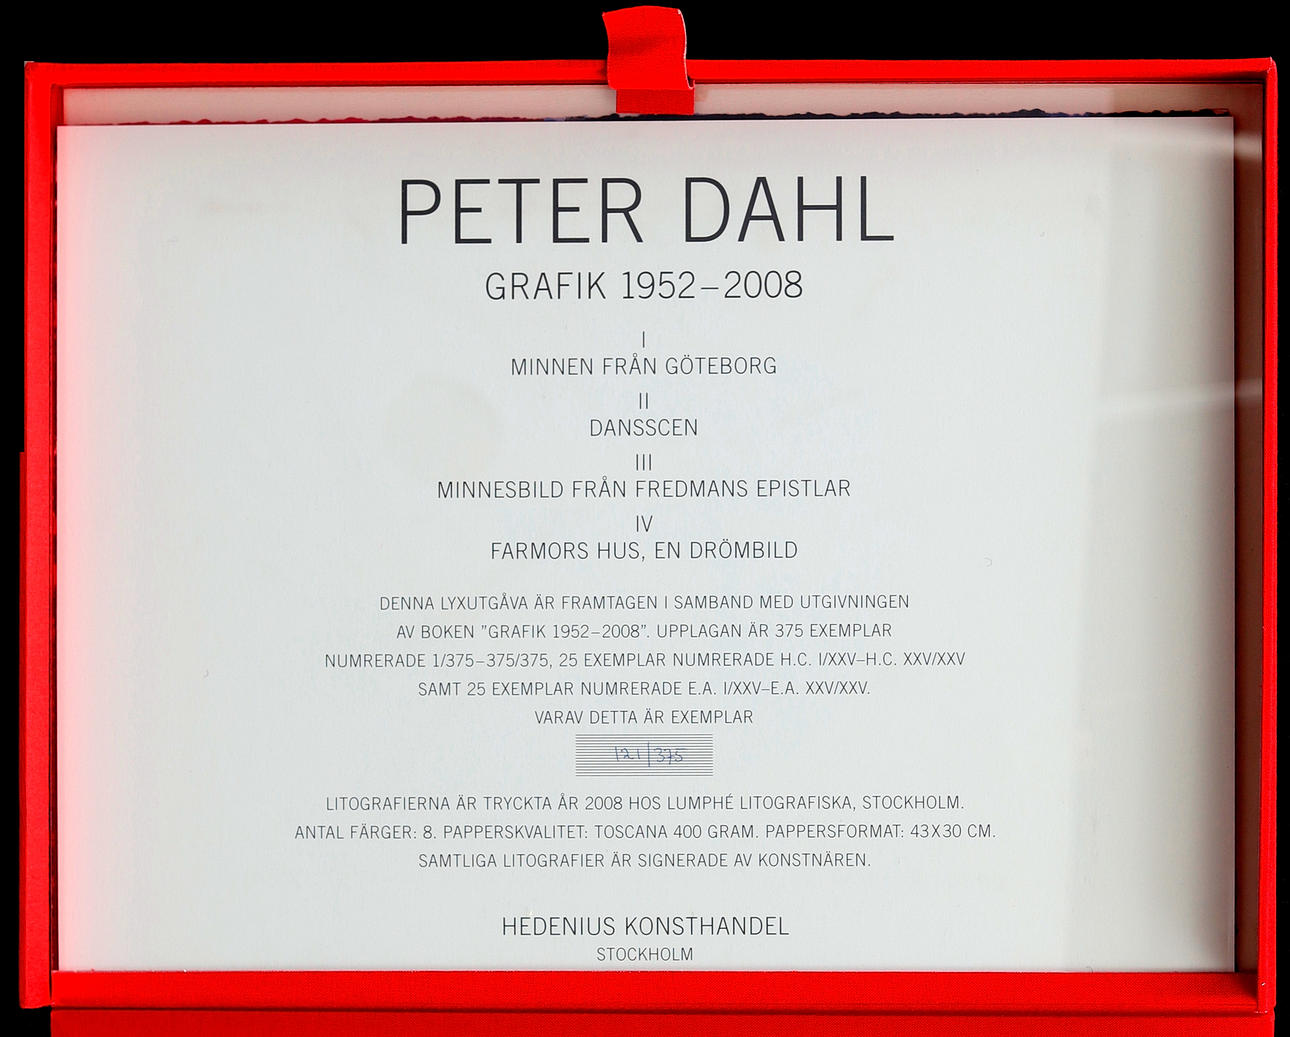 PETER DAHL
GRAFIK 1952–2008
I
MINNEN FRÅN GÖTEBORG
II
DANSSCEN
III
MINNESBILD FRÅN FREDMANS EPISTLAR
IV
FARMORS HUS, EN DRÖMBILD
DENNA LYXUTGÅVA ÄR FRAMTAGEN I SAMBAND MED UTGIVNINGEN
AV BOKEN ”GRAFIK 1952–2008”. UPPLAGAN ÄR 375 EXEMPLAR
NUMRERADE 1/375–375/375, 25 EXEMPLAR NUMRERADE H.C. I/XXV–H.C. XXV/XXV
SAMT 25 EXEMPLAR NUMRERADE E.A. I/XXV–E.A. XXV/XXV.
VARAV DETTA ÄR EXEMPLAR
121/375
LITOGRAFIERNA ÄR TRYCKTA ÅR 2008 HOS LUMPHÉ LITOGRAFISKA, STOCKHOLM.
ANTAL FÄRGER: 8. PAPPERSKVALITET: TOSCANA 400 GRAM. PAPPERSFORMAT: 43X30 CM.
SAMTLIGA LITOGRAFIER ÄR SIGNERADE AV KONSTNÄREN.
HEDENIUS KONSTHANDEL
STOCKHOLM